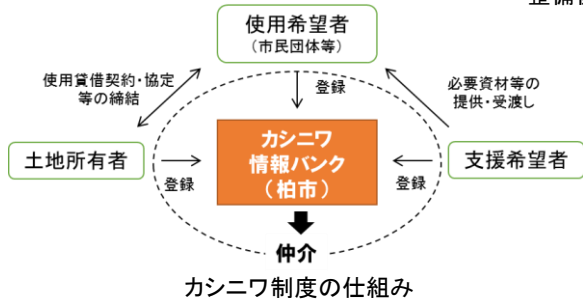 使用希望者
(市民団体等)
使用貸借契約・協定
等の締結
登録
必要資材等の
提供・受渡し
土地所有者
登録
カシニワ
情報バンク
(柏市)
登録
支援希望者
仲介
カシニワ制度の仕組み